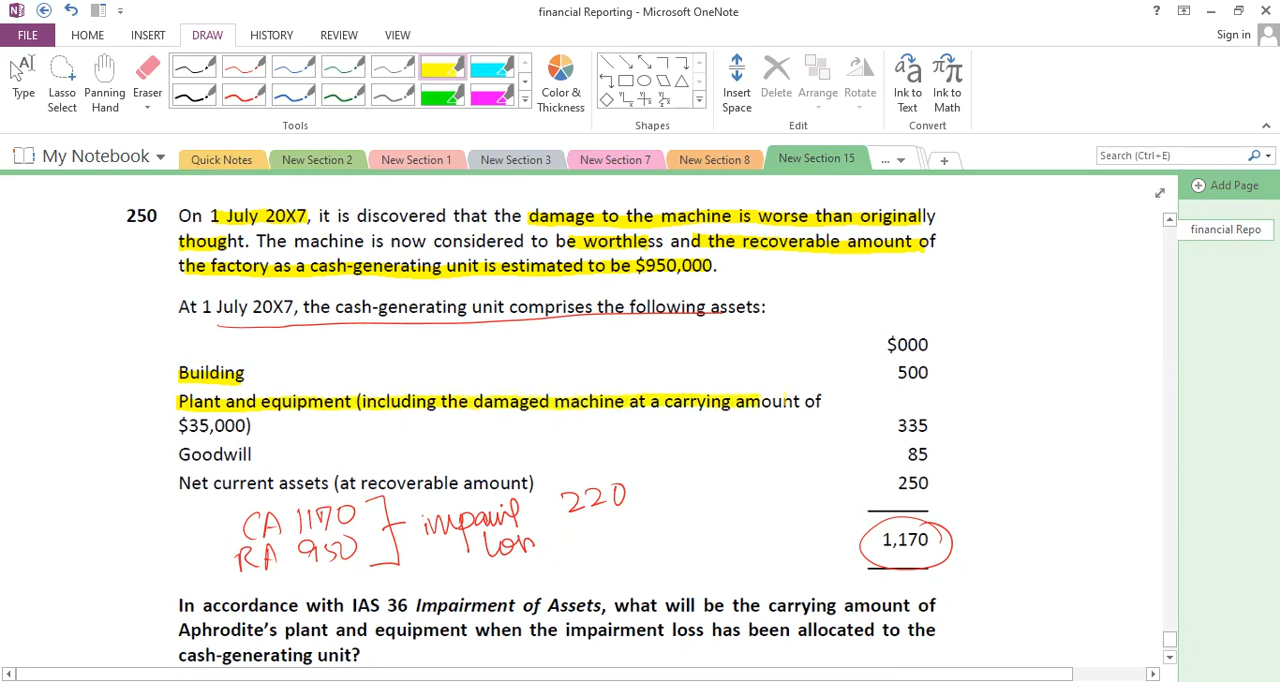 financial Reporting - Microsoft OneNote
?
Sign in
FILE HOME INSERT DRAW HISTORY REVIEW VIEW
Type
Lasso Select
Panning Hand
Eraser
Color & Thickness
Insert Space
Delete
Arrange
Rotate
Ink to Text
Ink to Math
Tools
Shapes
Edit
Convert
My Notebook
Quick Notes
New Section 2
New Section 1
New Section 3
New Section 7
New Section 8
New Section 15
...
Search (Ctrl+E)
Add Page
financial Repo
250 On 1 July 20X7, it is discovered that the damage to the machine is worse than originally
thought. The machine is now considered to be worthless and the recoverable amount of
the factory as a cash-generating unit is estimated to be $950,000.
At 1 July 20X7, the cash-generating unit comprises the following assets:
$000
Building 500
Plant and equipment (including the damaged machine at a carrying amount of
$35,000) 335
Goodwill 85
Net current assets (at recoverable amount) 250
CA 1170
RA 950
impair
loss
220
1,170
In accordance with IAS 36 Impairment of Assets, what will be the carrying amount of
Aphrodite's plant and equipment when the impairment loss has been allocated to the
cash-generating unit?